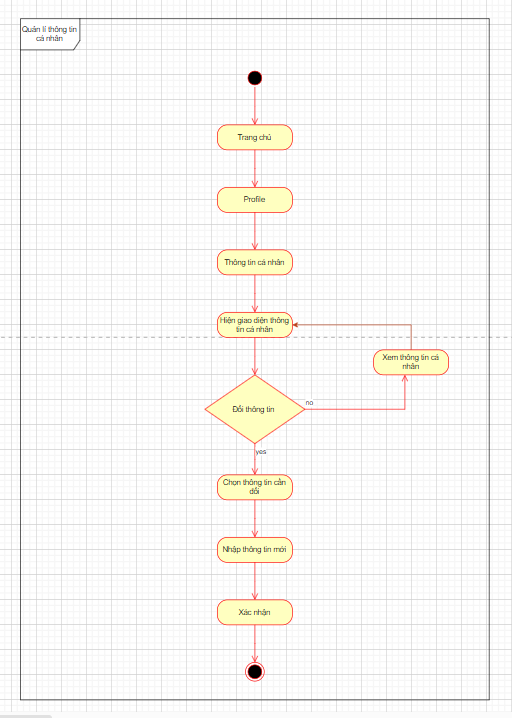 Quản lí thông tin
cá nhân
Trang chủ
Profile
Thông tin cá nhân
Hiện giao diện thông
tin cá nhân
Xem thông tin cá
nhân
Đổi thông tin
no
yes
Chọn thông tin cần
đổi
Nhập thông tin mới
Xác nhận